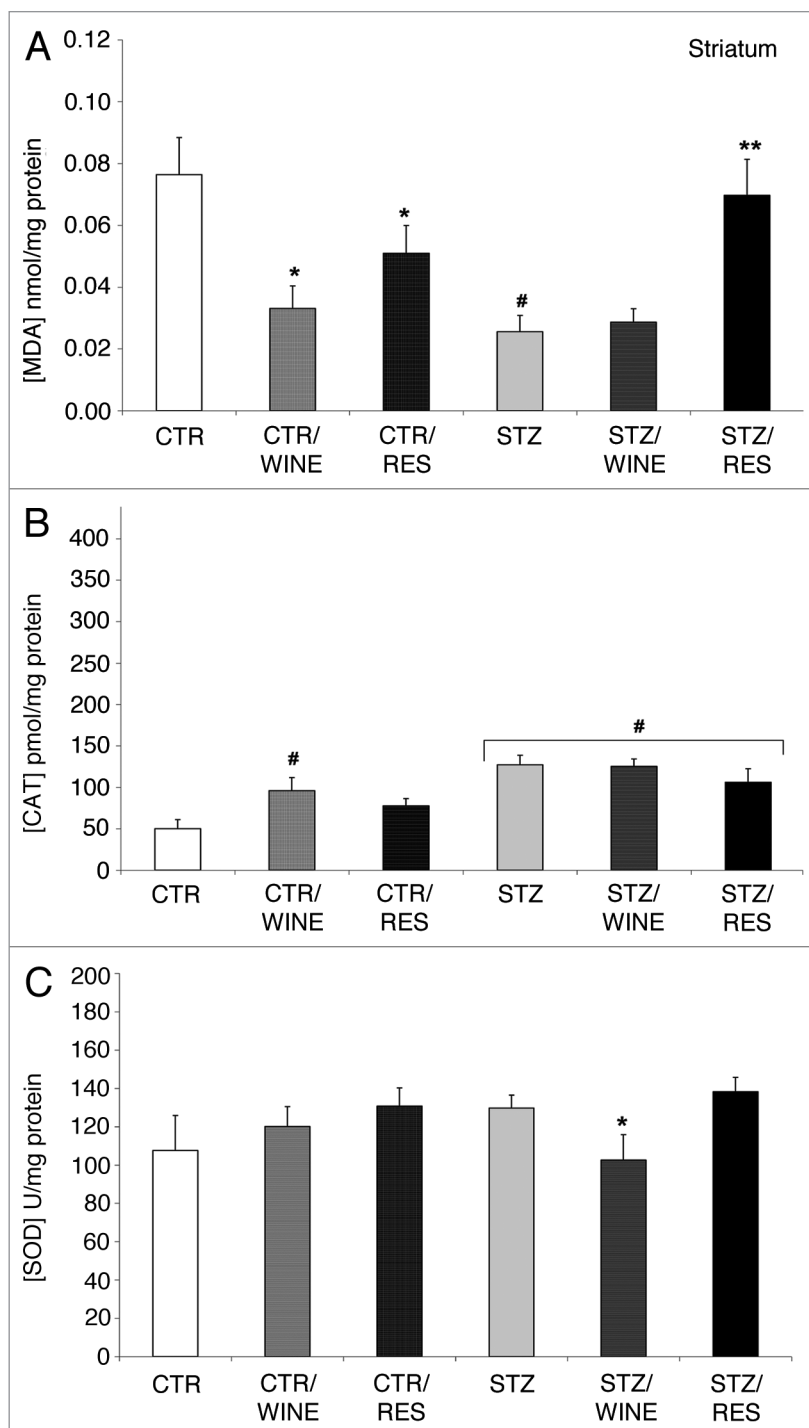 A
Striatum
[MDA] nmol/mg protein
0.12
0.10
0.08
0.06
0.04
0.02
0.00
*
*
#
**
CTR
CTR/
WINE
CTR/
RES
STZ
STZ/
WINE
STZ/
RES
B
[CAT] pmol/mg protein
400
350
300
250
200
150
100
50
0
#
#
CTR
CTR/
WINE
CTR/
RES
STZ
STZ/
WINE
STZ/
RES
C
[SOD] U/mg protein
200
180
160
140
120
100
80
60
40
20
0
*
CTR
CTR/
WINE
CTR/
RES
STZ
STZ/
WINE
STZ/
RES